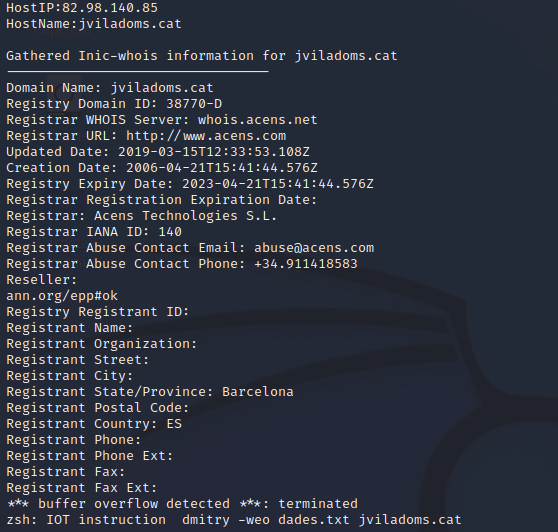 HostIP:82.98.140.85
HostName:jviladoms.cat
Gathered Inic-whois information for jviladoms.cat
---------------------------------
Domain Name: jviladoms.cat
Registry Domain ID: 38770-D
Registrar WHOIS Server: whois.acens.net
Registrar URL: http://www.acens.com
Updated Date: 2019-03-15T12:33:53.108Z
Creation Date: 2006-04-21T15:41:44.576Z
Registry Expiry Date: 2023-04-21T15:41:44.576Z
Registrar Registration Expiration Date:
Registrar: Acens Technologies S.L.
Registrar IANA ID: 140
Registrar Abuse Contact Email: abuse@acens.com
Registrar Abuse Contact Phone: +34.911418583
Reseller:
ann.org/epp#ok
Registry Registrant ID:
Registrant Name:
Registrant Organization:
Registrant Street:
Registrant City:
Registrant State/Province: Barcelona
Registrant Postal Code:
Registrant Country: ES
Registrant Phone:
Registrant Phone Ext:
Registrant Fax:
Registrant Fax Ext:
*** buffer overflow detected ***: terminated
zsh: IOT instruction  dmitry -weo dades.txt jviladoms.cat